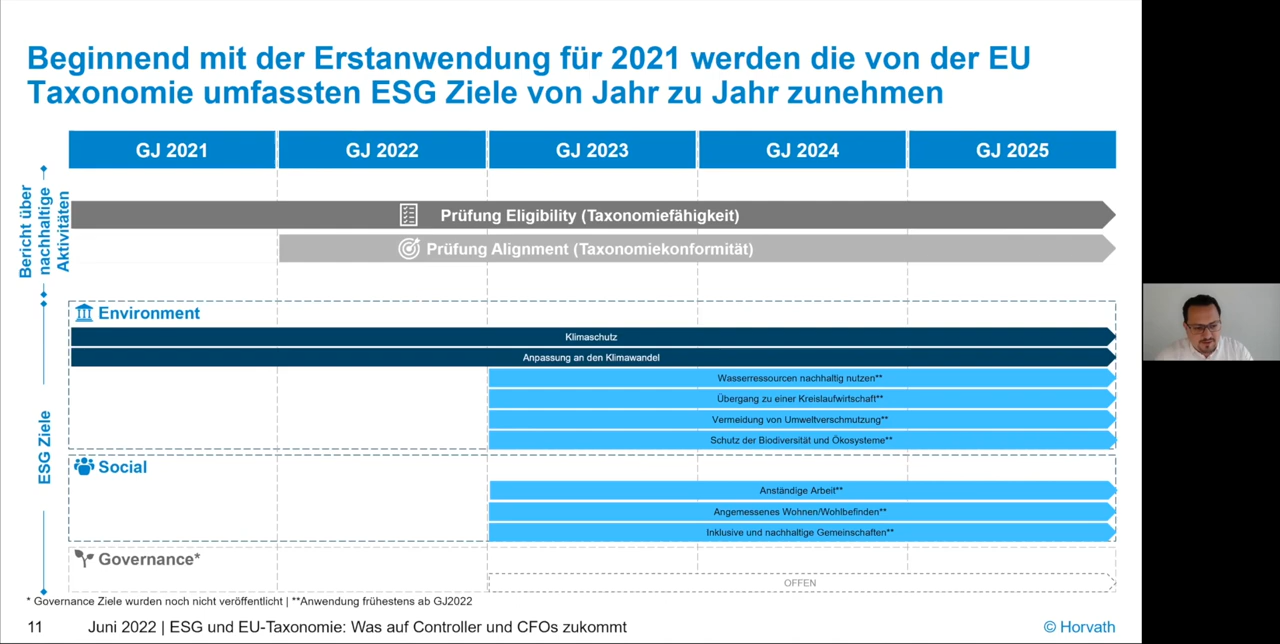 Beginnend mit der Erstanwendung für 2021 werden die von der EU
Taxonomie umfassten ESG Ziele von Jahr zu Jahr zunehmen
GJ 2021
GJ 2022
GJ 2023
GJ 2024
GJ 2025
Bericht über
nachhaltige
Aktivitäten
Prüfung Eligibility (Taxonomiefähigkeit)
Prüfung Alignment (Taxonomiekonformität)
ESG Ziele
Environment
Klimaschutz
Anpassung an den Klimawandel
Wasserressourcen nachhaltig nutzen**
Übergang zu einer Kreislaufwirtschaft**
Vermeidung von Umweltverschmutzung**
Schutz der Biodiversität und Ökosysteme**
Social
Anständige Arbeit**
Angemessenes Wohnen/Wohlbefinden**
Inklusive und nachhaltige Gemeinschaften**
Governance*
OFFEN
* Governance Ziele wurden noch nicht veröffentlicht | **Anwendung frühestens ab GJ2022
11 Juni 2022 | ESG und EU-Taxonomie: Was auf Controller und CFOs zukommt © Horvath